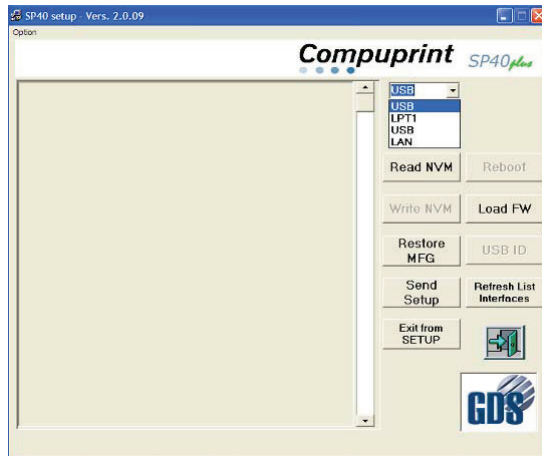 SP40 setup - Vers. 2.0.09
Option
Compuprint SP40plus
USB
USB
LPT1
USB
LAN
Read NVM Reboot
Write NVM Load FW
Restore MFG USB ID
Send Setup Refresh List Interfaces
Exit from SETUP
GDS